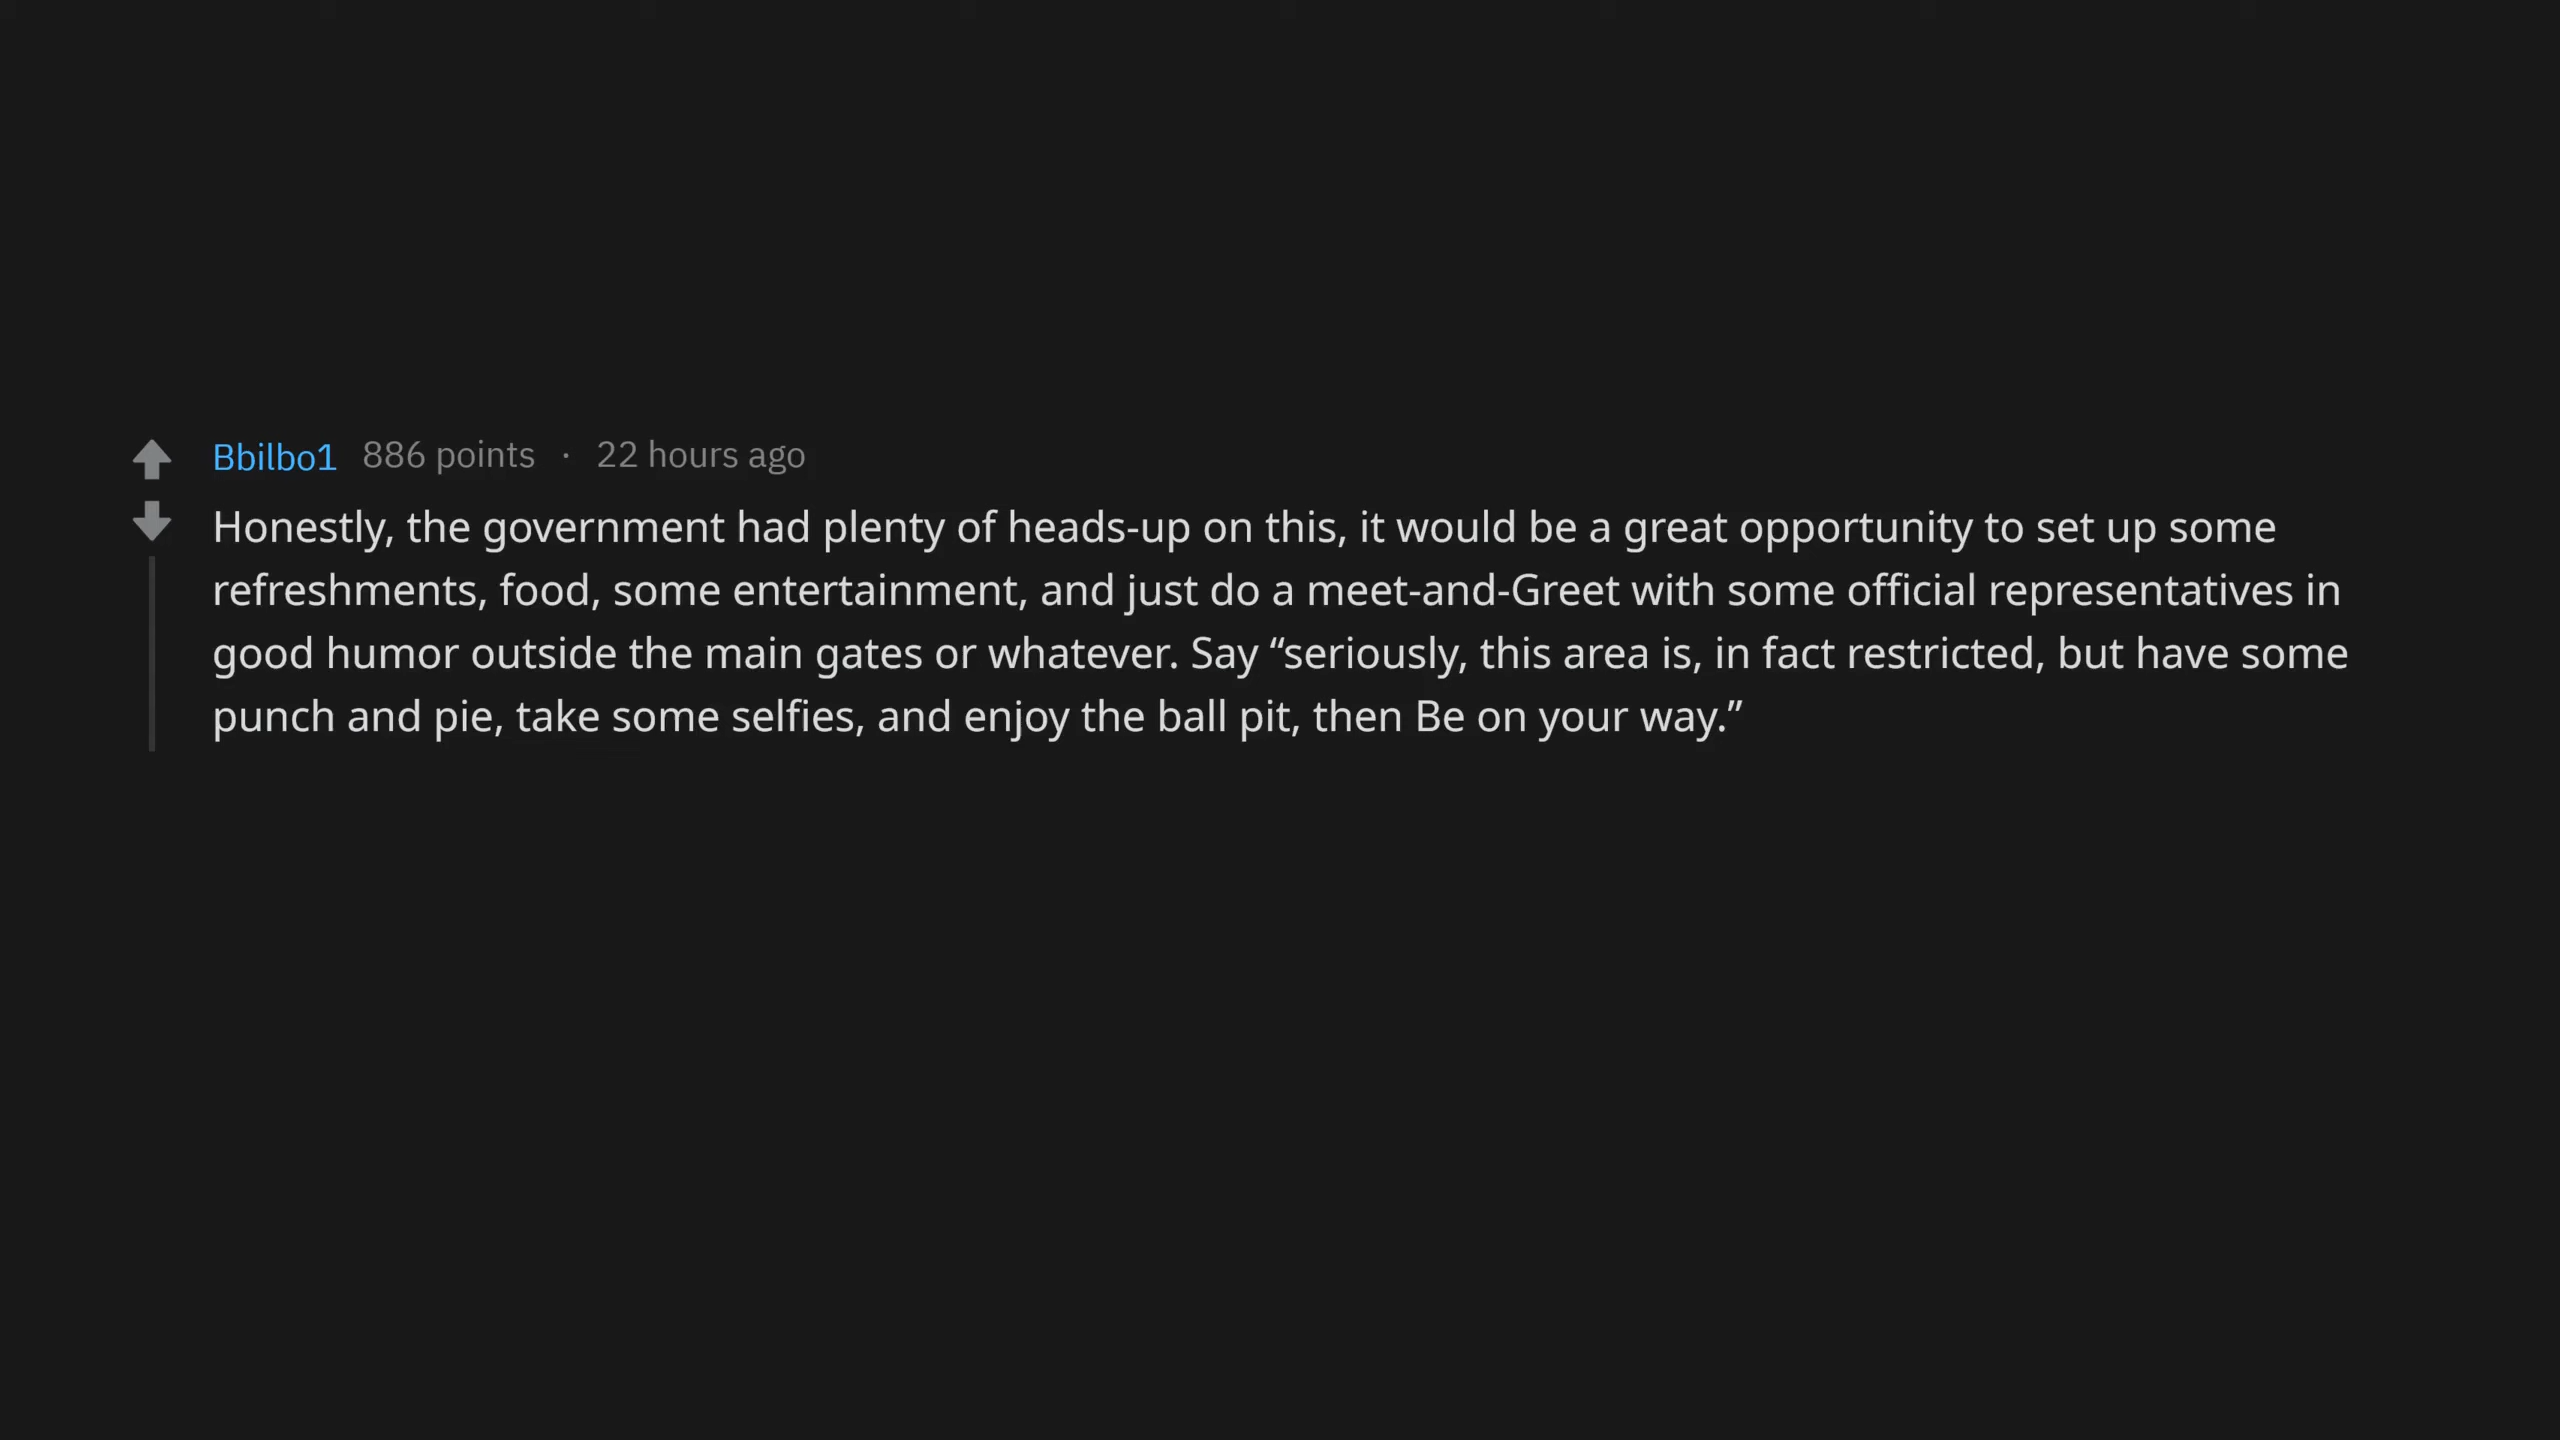 Bbilbo1 886 points · 22 hours ago
Honestly, the government had plenty of heads-up on this, it would be a great opportunity to set up some
refreshments, food, some entertainment, and just do a meet-and-Greet with some official representatives in
good humor outside the main gates or whatever. Say “seriously, this area is, in fact restricted, but have some
punch and pie, take some selfies, and enjoy the ball pit, then Be on your way.”